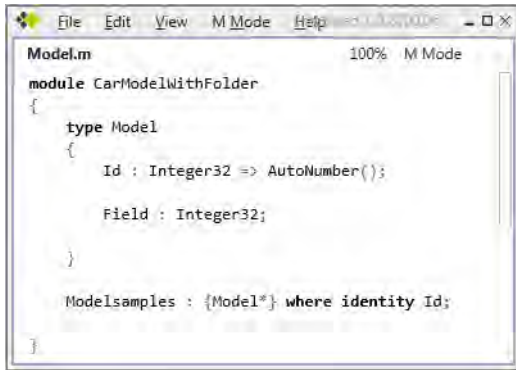 File Edit View M Mode Help
Model.m 100% M Mode
module CarModelWithFolder
{
type Model
{
Id : Integer32 => AutoNumber();
Field : Integer32;
}
Modelsamples : {Model*} where identity Id;
}